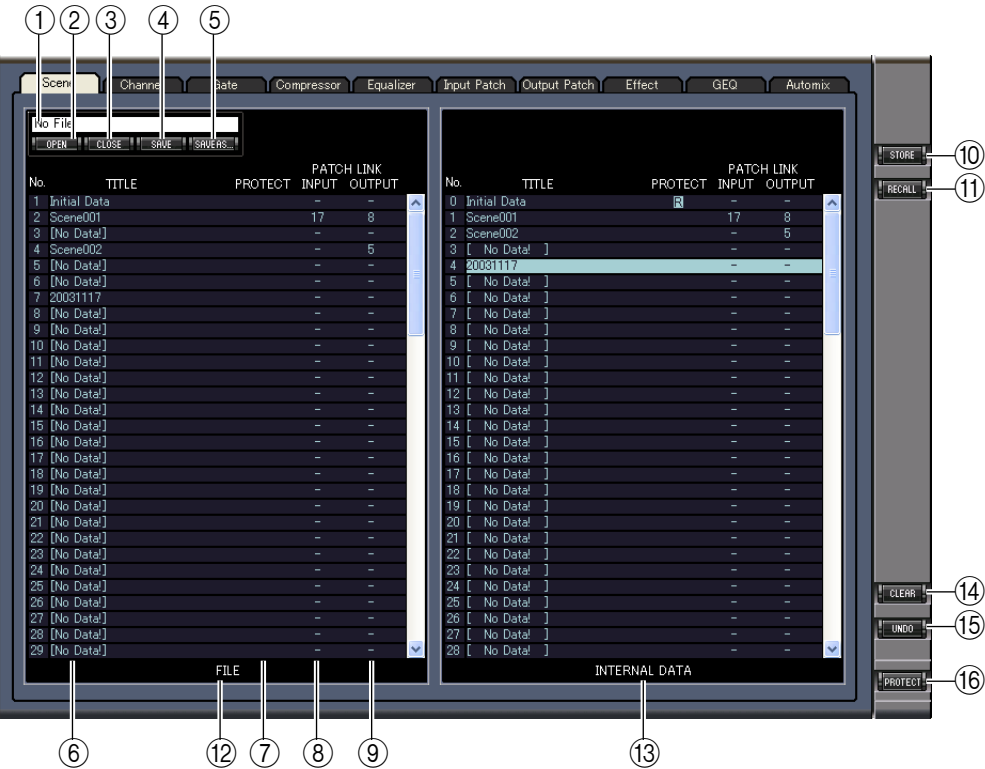 ① ② ③ ④ ⑤
Scene Channel Gate Compressor Equalizer Input Patch Output Patch Effect GEQ Automix
No File
OPEN CLOSE SAVE SAVE AS...
STORE ⑩
RECALL ⑪
PATCH LINK
No. TITLE PROTECT INPUT OUTPUT
1 Initial Data - -
2 Scene001 17 8
3 [No Data!] - -
4 Scene002 5
5 [No Data!] - -
6 [No Data!] - -
7 20031117 - -
8 [No Data!] - -
9 [No Data!] - -
10 [No Data!] - -
11 [No Data!] - -
12 [No Data!] - -
13 [No Data!] - -
14 [No Data!] - -
15 [No Data!] - -
16 [No Data!] - -
17 [No Data!] - -
18 [No Data!] - -
19 [No Data!] - -
20 [No Data!] - -
21 [No Data!] - -
22 [No Data!] - -
23 [No Data!] - -
24 [No Data!] - -
25 [No Data!] - -
26 [No Data!] - -
27 [No Data!] - -
28 [No Data!] - -
29 [No Data!] - -
FILE
PATCH LINK
No. TITLE PROTECT INPUT OUTPUT
0 Initial Data R - -
1 Scene001 17 8
2 Scene002 5
3 [ No Data! ] - -
4 20031117 - -
5 [ No Data! ] - -
6 [ No Data! ] - -
7 [ No Data! ] - -
8 [ No Data! ] - -
9 [ No Data! ] - -
10 [ No Data! ] - -
11 [ No Data! ] - -
12 [ No Data! ] - -
13 [ No Data! ] - -
14 [ No Data! ] - -
15 [ No Data! ] - -
16 [ No Data! ] - -
17 [ No Data! ] - -
18 [ No Data! ] - -
19 [ No Data! ] - -
20 [ No Data! ] - -
21 [ No Data! ] - -
22 [ No Data! ] - -
23 [ No Data! ] - -
24 [ No Data! ] - -
25 [ No Data! ] - -
26 [ No Data! ] - -
27 [ No Data! ] - -
28 [ No Data! ] - -
INTERNAL DATA
CLEAR ⑭
UNDO ⑮
PROTECT ⑯
⑥ ⑫ ⑦ ⑧ ⑨ ⑬